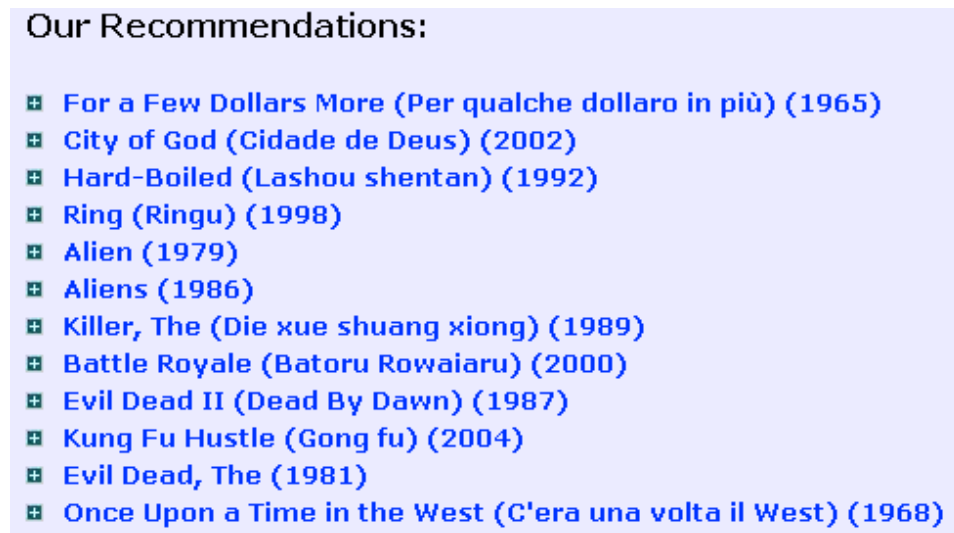 Our Recommendations:
For a Few Dollars More (Per qualche dollaro in più) (1965)
City of God (Cidade de Deus) (2002)
Hard-Boiled (Lashou shentan) (1992)
Ring (Ringu) (1998)
Alien (1979)
Aliens (1986)
Killer, The (Die xue shuang xiong) (1989)
Battle Royale (Batoru Rowaiaru) (2000)
Evil Dead II (Dead By Dawn) (1987)
Kung Fu Hustle (Gong fu) (2004)
Evil Dead, The (1981)
Once Upon a Time in the West (C'era una volta il West) (1968)